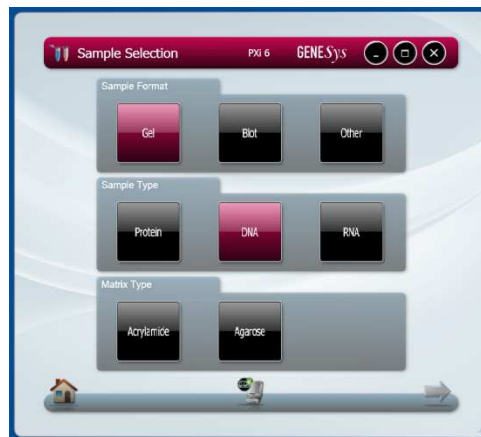 Sample Selection PXi 6 GENESys
Sample Format
Gel Blot Other
Sample Type
Protein DNA RNA
Matrix Type
Acrylamide Agarose